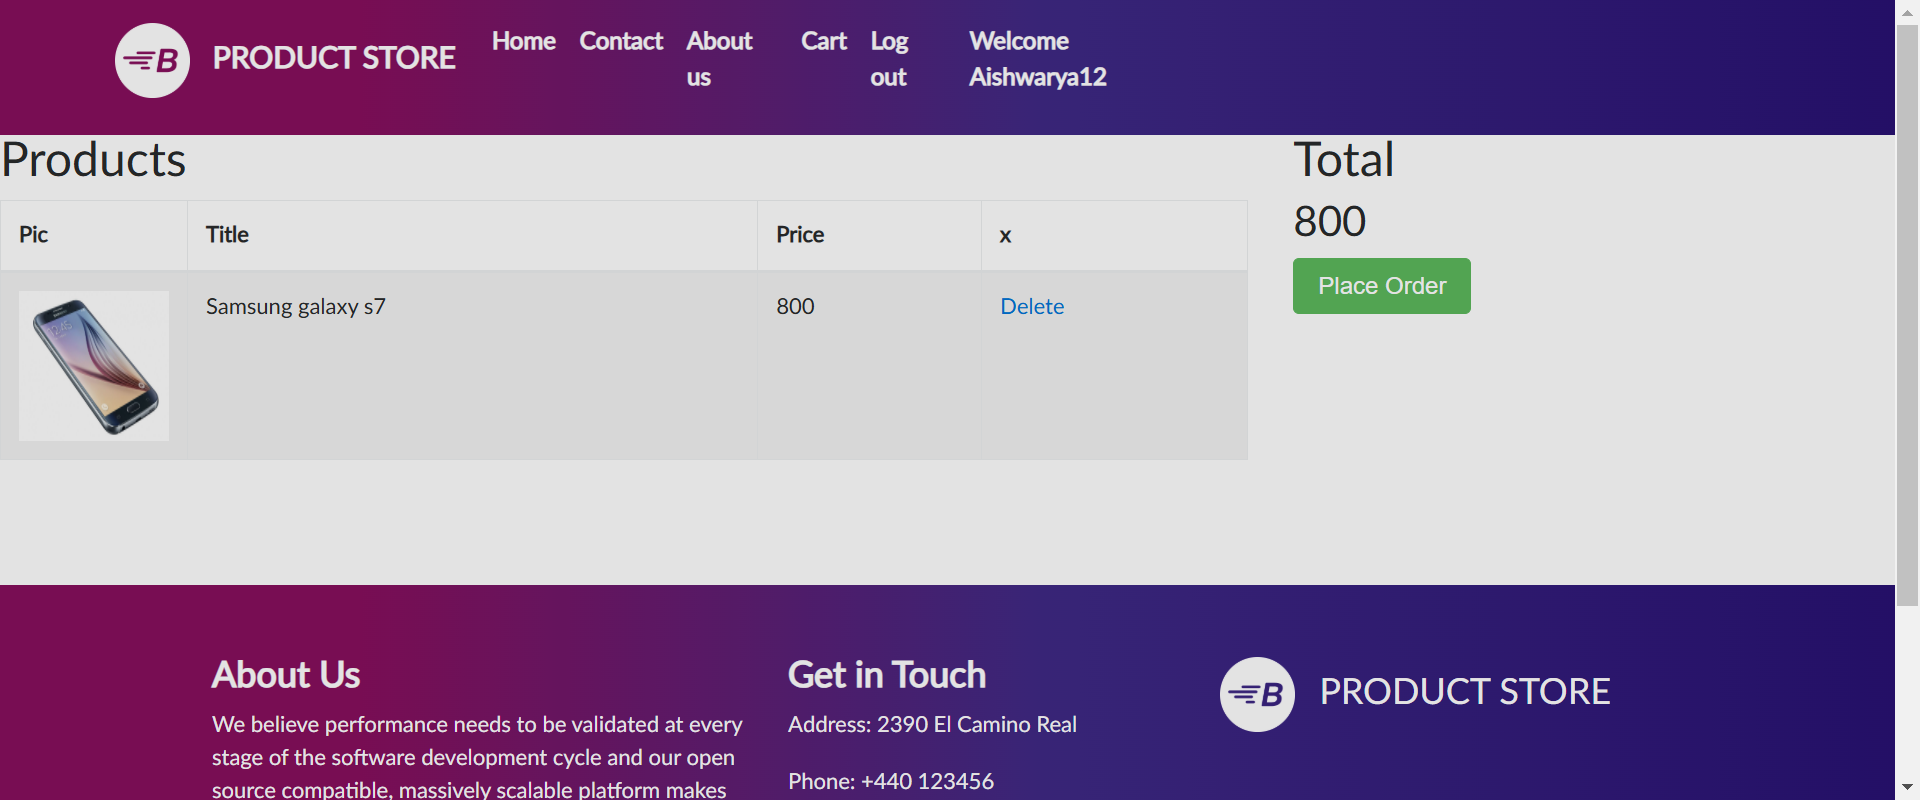 B PRODUCT STORE Home Contact About us Cart Log out Welcome Aishwarya12
Products
Total
Pic Title Price x
800
Samsung galaxy s7 800 Delete
Place Order
About Us
We believe performance needs to be validated at every
stage of the software development cycle and our open
source compatible, massively scalable platform makes
Get in Touch
Address: 2390 El Camino Real
Phone: +440 123456
B PRODUCT STORE